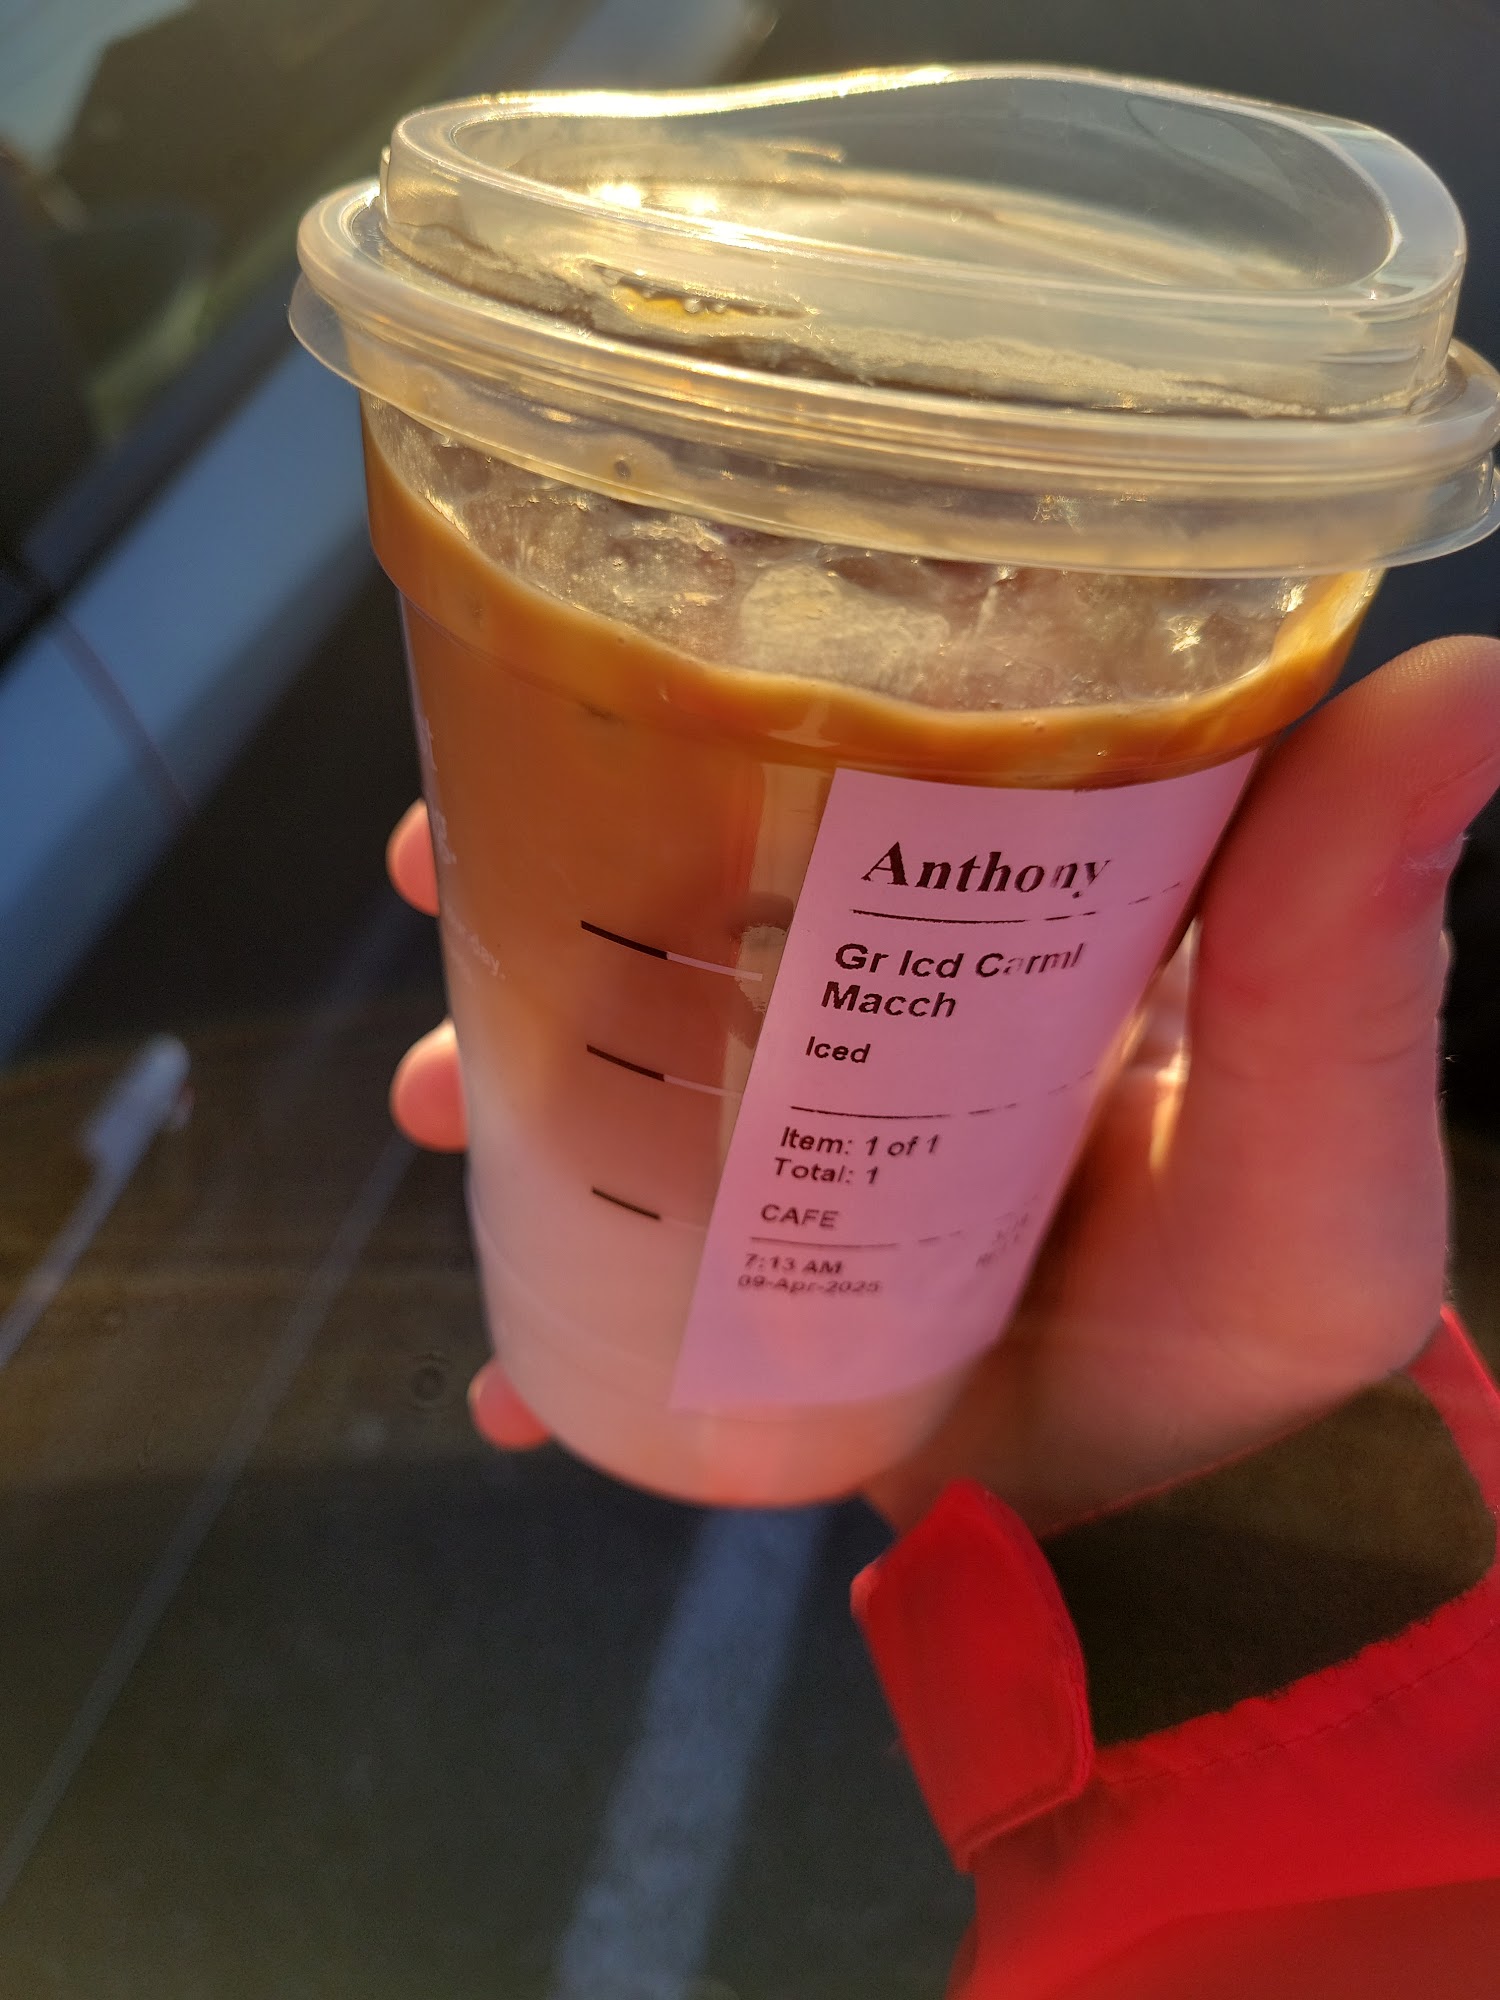 Anthony
Gr Icd Carml
Macch
Iced
Item: 1 of 1
Total: 1
CAFE
7:13 AM
09-Apr-2025